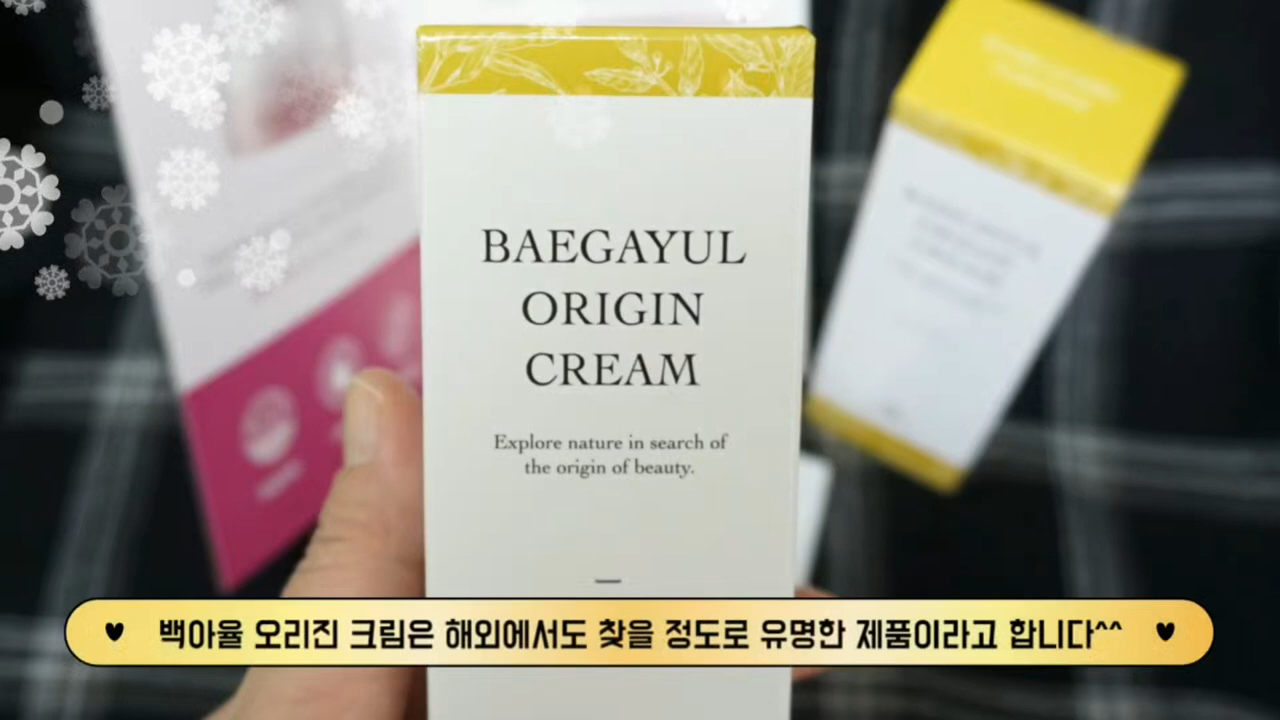 BAEGAYUL
ORIGIN
CREAM
Explore nature in search of
the origin of beauty.
백아율 오리진 크림은 해외에서도 찾을 정도로 유명한 제품이라고 합니다^^